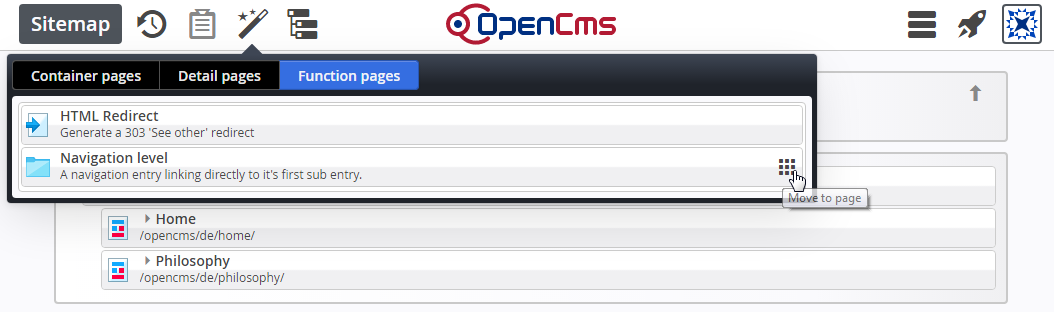 Sitemap
OpenCms
Container pages Detail pages Function pages
HTML Redirect
Generate a 303 'See other' redirect
Navigation level
A navigation entry linking directly to it's first sub entry.
Move to page
Home
/opencms/de/home/
Philosophy
/opencms/de/philosophy/